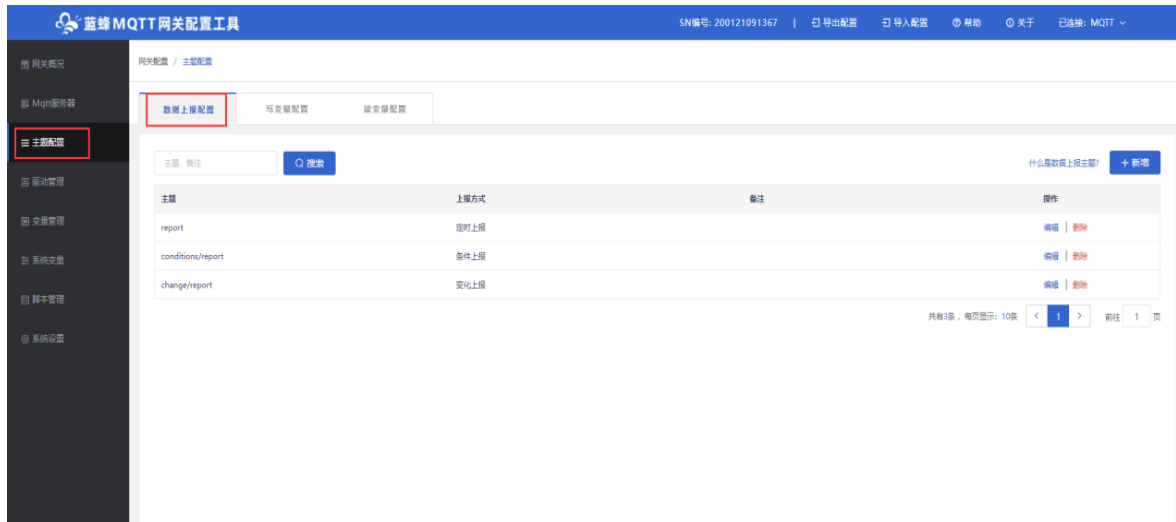 蓝蜂MQTT网关配置工具
SN编号: 200121091367 | 导出配置 导入配置 帮助 关于 已连接: MQTT
网关概况
Mqtt服务器
主题配置
驱动管理
变量管理
系统变量
脚本管理
系统设置
网关配置 / 主题配置
数据上报配置 写变量配置 读变量配置
主题、备注 搜索 什么是数据上报主题? + 新增
主题 上报方式 备注 操作
report 定时上报 编辑 | 删除
conditions/report 条件上报 编辑 | 删除
change/report 变化上报 编辑 | 删除
共有3条，每页显示: 10条 < 1 > 前往 1 页